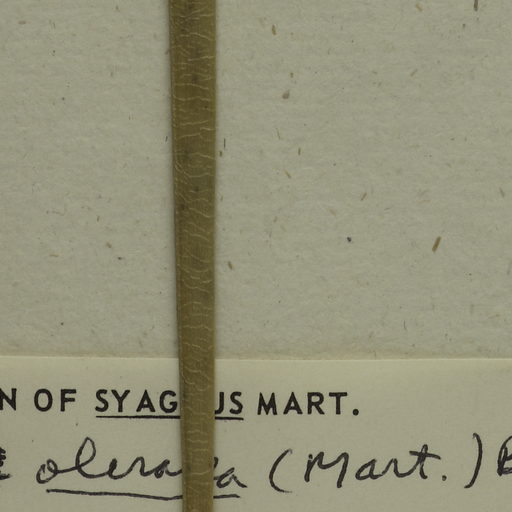 N OF SYAG US MART.
olera a (Mart.) B